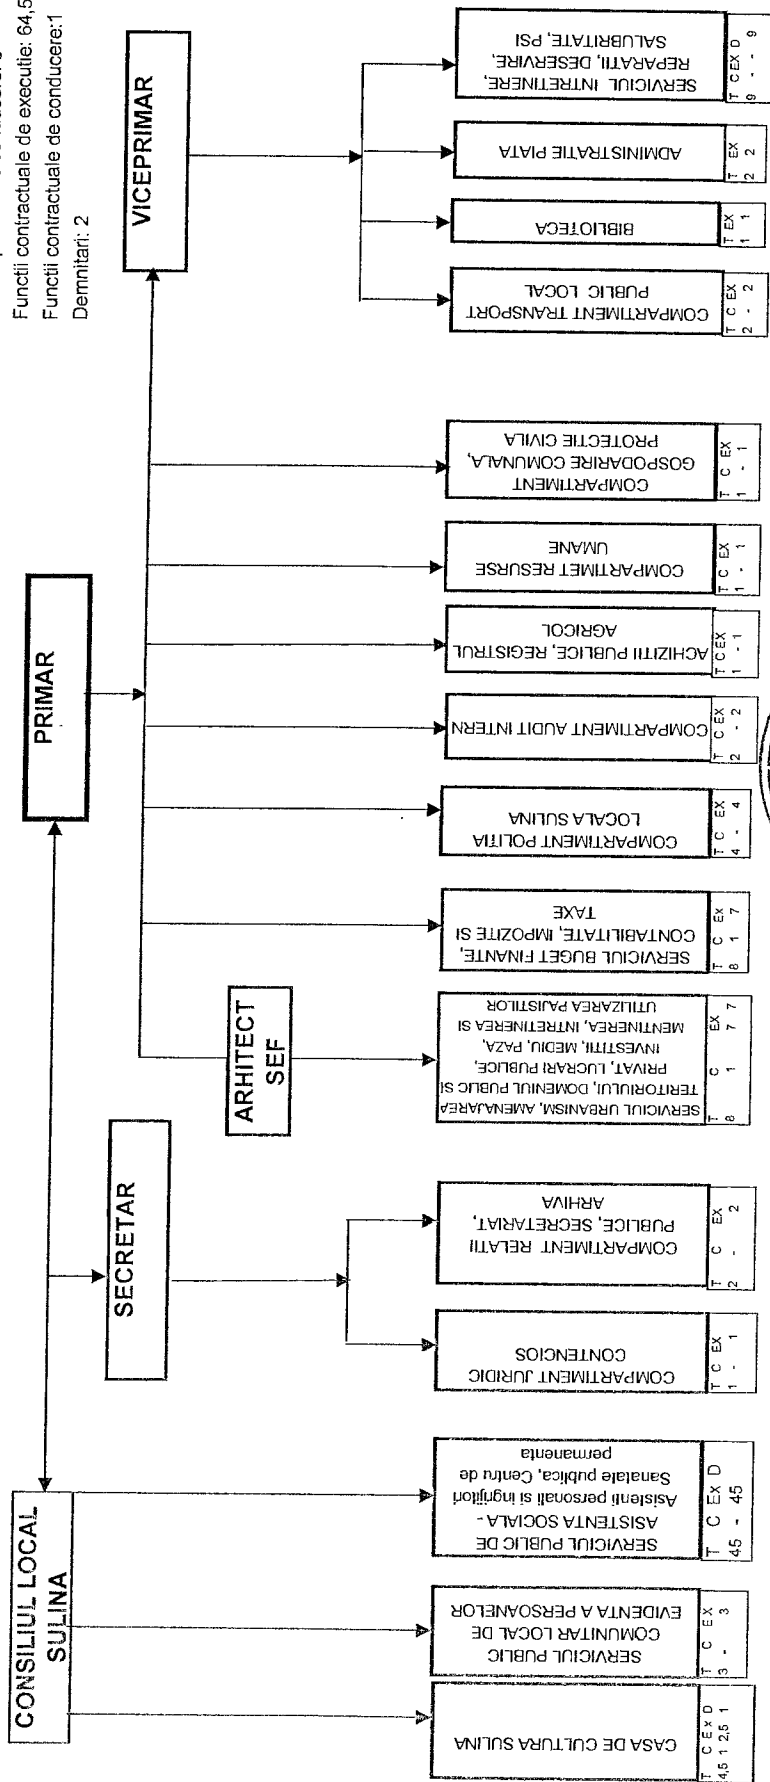 Functii contractuale de executie: 64,5
Functii contractuale de conducere:1
Demnitari: 2
CONSILIUL LOCAL
SULINA
PRIMAR
VICEPRIMAR
SECRETAR
ARHITECT
SEF
CASA DE CULTURA SULINA
T C Ex D
4,5 1 2,5 1
SERVICIUL PUBLIC
COMUNITAR LOCAL DE
EVIDENTA A PERSOANELOR
T C EX
3 - 3
SERVICIUL PUBLIC DE
ASISTENTA SOCIALA -
Asistenti personali si ingrijitori
Sanatate publica, Centru de
permanenta
T C Ex D
45 - 45
COMPARTIMENT JURIDIC
CONTENCIOS
T C EX
1 - 1
COMPARTIMENT RELATII
PUBLICE, SECRETARIAT,
ARHIVA
T C EX
2 - 2
SERVICIUL URBANISM, AMENAJAREA
TERITORIULUI, DOMENIUL PUBLIC SI
PRIVAT, LUCRARI PUBLICE,
INVESTITII, MEDIU, PAZA,
MENTINEREA, INTRETINEREA SI
UTILIZAREA PAJISTILOR
T C EX
8 1 7 7
SERVICIUL BUGET FINANTE,
CONTABILITATE, IMPOZITE SI
TAXE
T C Ex
8 1 7
COMPARTIMENT POLITIA
LOCALA SULINA
T C EX
4 - 4
COMPARTIMENT AUDIT INTERN
T C EX
2 - 2
ACHIZITII PUBLICE, REGISTRUL
AGRICOL
T C EX
1 - 1
COMPARTIMET RESURSE
UMANE
T C EX
1 - 1
COMPARTIMENT
GOSPODARIRE COMUNALA,
PROTECTIE CIVILA
T C EX
1 - 1
COMPARTIMENT TRANSPORT
PUBLIC LOCAL
T C EX
2 - 2
BIBLIOTECA
T EX
1 1
ADMINISTRATIE PIATA
T EX
2 2
SERVICIUL INTRETINERE,
REPARATII, DESERVIRE,
SALUBRITATE, PSI
T C EX D
9 - - 9